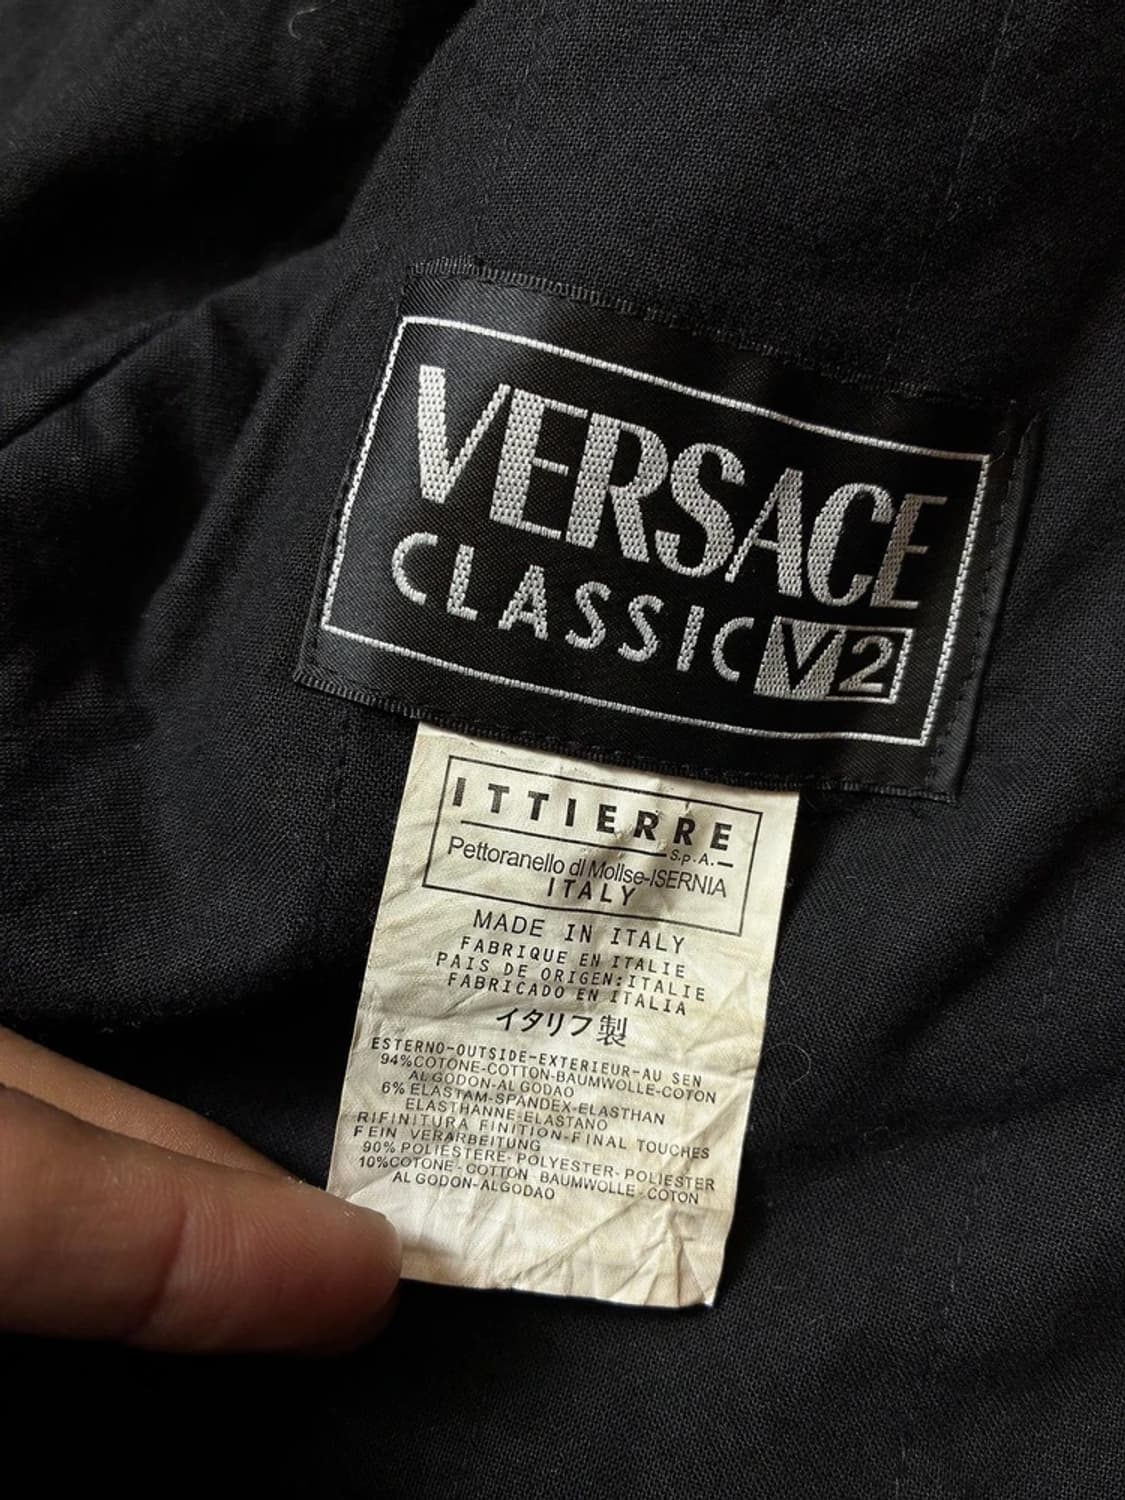 VERSACE
CLASSIC V2
ITTIERRE
S.p.A.
Pettoranello di Mollse-ISERNIA
ITALY
MADE IN ITALY
FABRIQUE EN ITALIE
PAIS DE ORIGEN:ITALIE
FABRICADO EN ITALIA
イタリア製
ESTERNO-OUTSIDE-EXTERIEUR-AU SEN
94%COTONE-COTTON-BAUMWOLLE-COTON
ALGODON-ALGODAO
6% ELASTAM-SPANDEX-ELASTHAN
ELASTHANNE-ELASTANO
RIFINITURA FINITION-FINAL TOUCHES
FEIN VERARBEITUNG
90% POLIESTERE-POLYESTER-POLIESTER
10%COTONE-COTTON BAUMWOLLE-COTON
ALGODON-ALGODAO